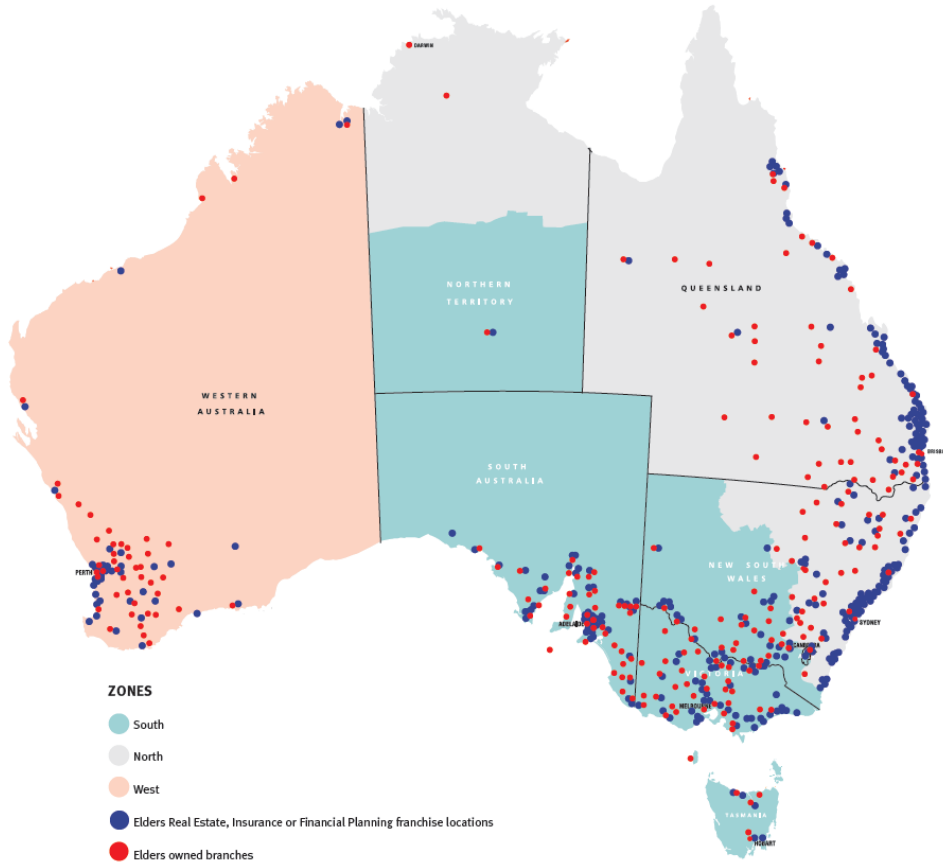 DARWIN
NORTHERN
TERRITORY
QUEENSLAND
WESTERN
AUSTRALIA
SOUTH
AUSTRALIA
BRISBA
NEW SOUTH
WALES
PERTH
ADELAIDE
SYDNEY
CANBERRA
VICTORIA
MELBOURNE
TASMANIA
HOBART
ZONES
South
North
West
Elders Real Estate, Insurance or Financial Planning franchise locations
Elders owned branches